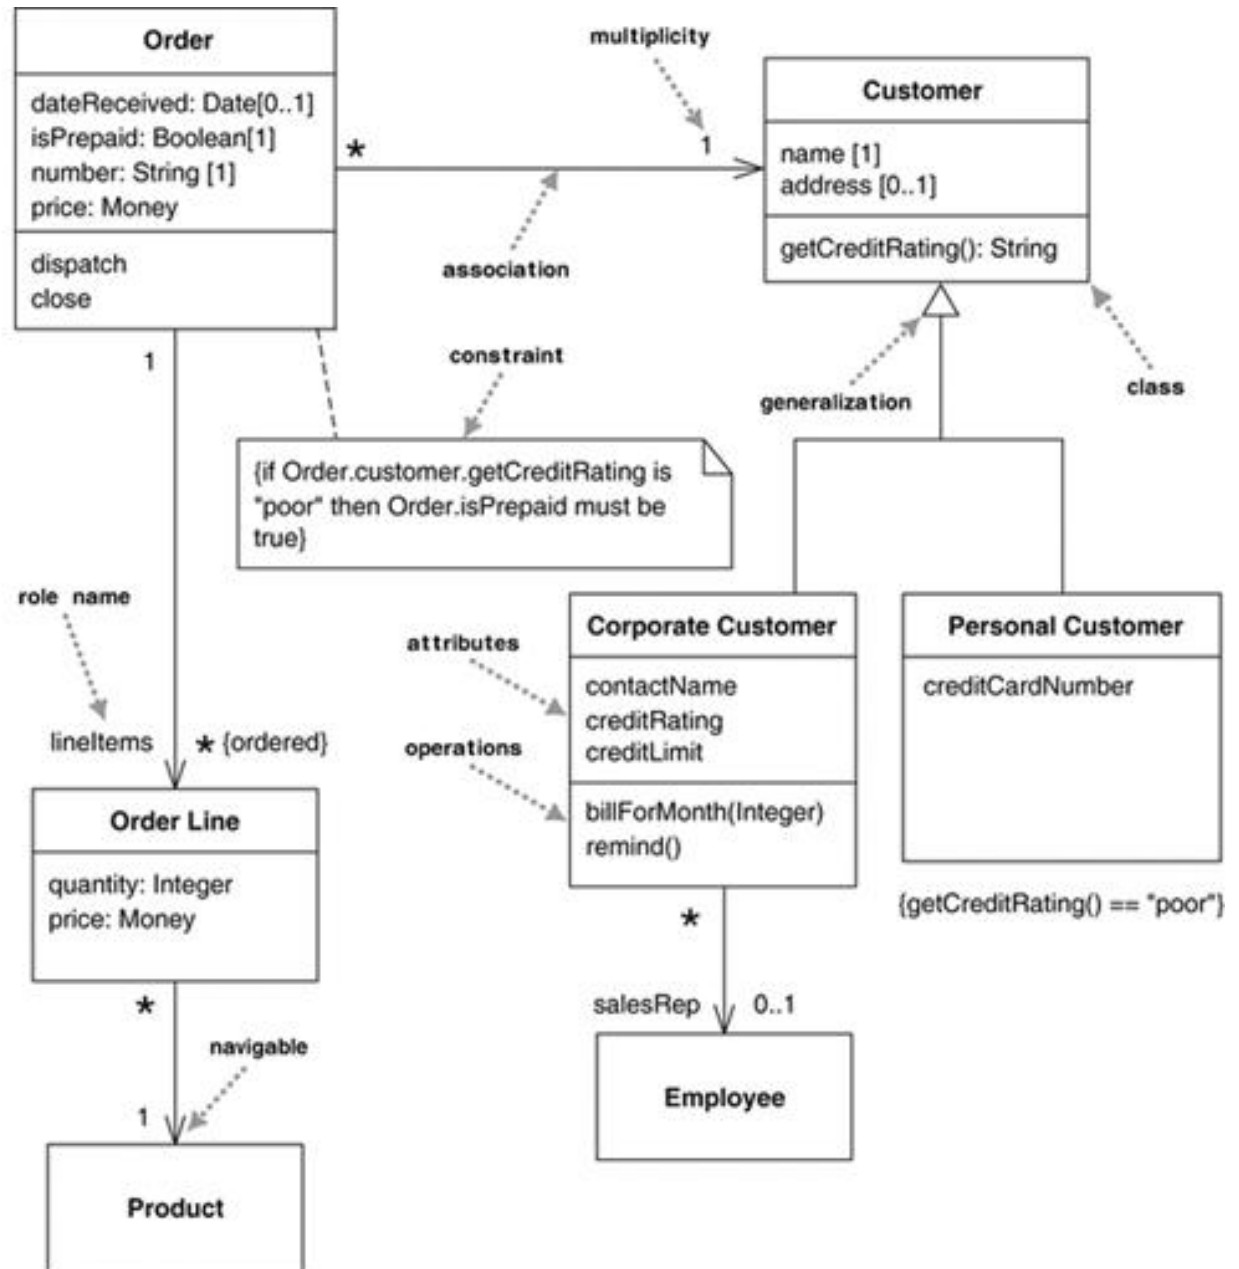 Order
dateReceived: Date[0..1]
isPrepaid: Boolean[1]
number: String [1]
price: Money
dispatch
close
multiplicity
*
1
association
Customer
name [1]
address [0..1]
getCreditRating(): String
generalization
class
1
constraint
{if Order.customer.getCreditRating is
"poor" then Order.isPrepaid must be
true}
role name
lineItems
* {ordered}
Order Line
quantity: Integer
price: Money
*
navigable
1
Product
attributes
operations
Corporate Customer
contactName
creditRating
creditLimit
billForMonth(Integer)
remind()
*
salesRep
0..1
Employee
Personal Customer
creditCardNumber
{getCreditRating() == "poor"}